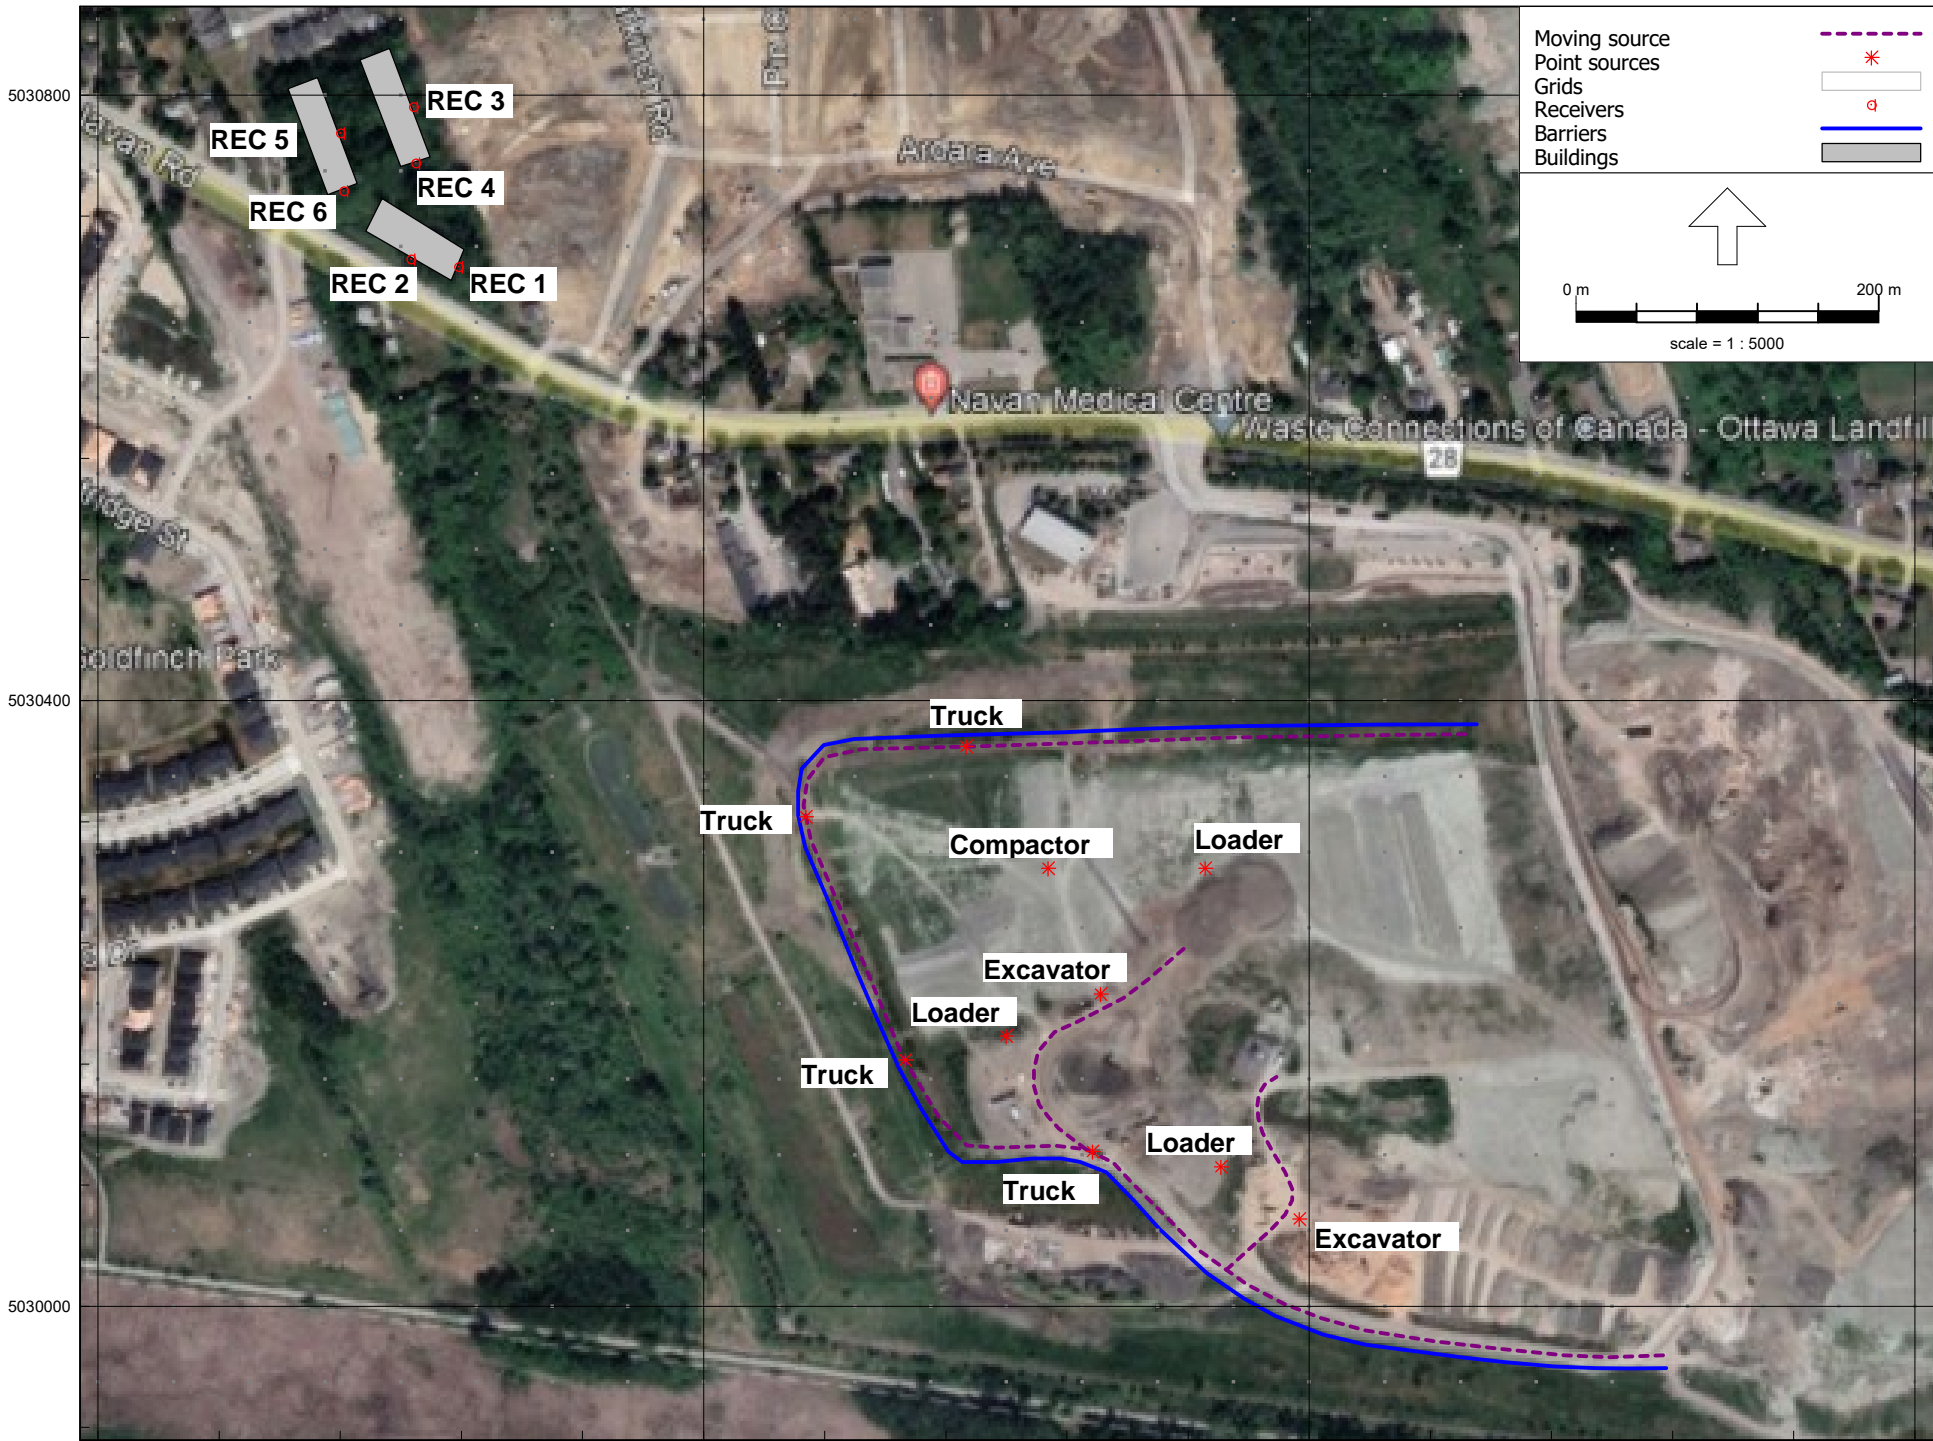 Moving source
Point sources
Grids
Receivers
Barriers
Buildings
0 m 200 m
scale = 1 : 5000
5030800
5030400
5030000
REC 3
REC 5
REC 4
REC 6
REC 2
REC 1
Navan Rd
Ardara Ave
Navan Medical Centre
Waste Connections of Canada - Ottawa Landfill
28
Goldfinch Park
Truck
Truck
Compactor
Loader
Excavator
Loader
Truck
Loader
Truck
Excavator